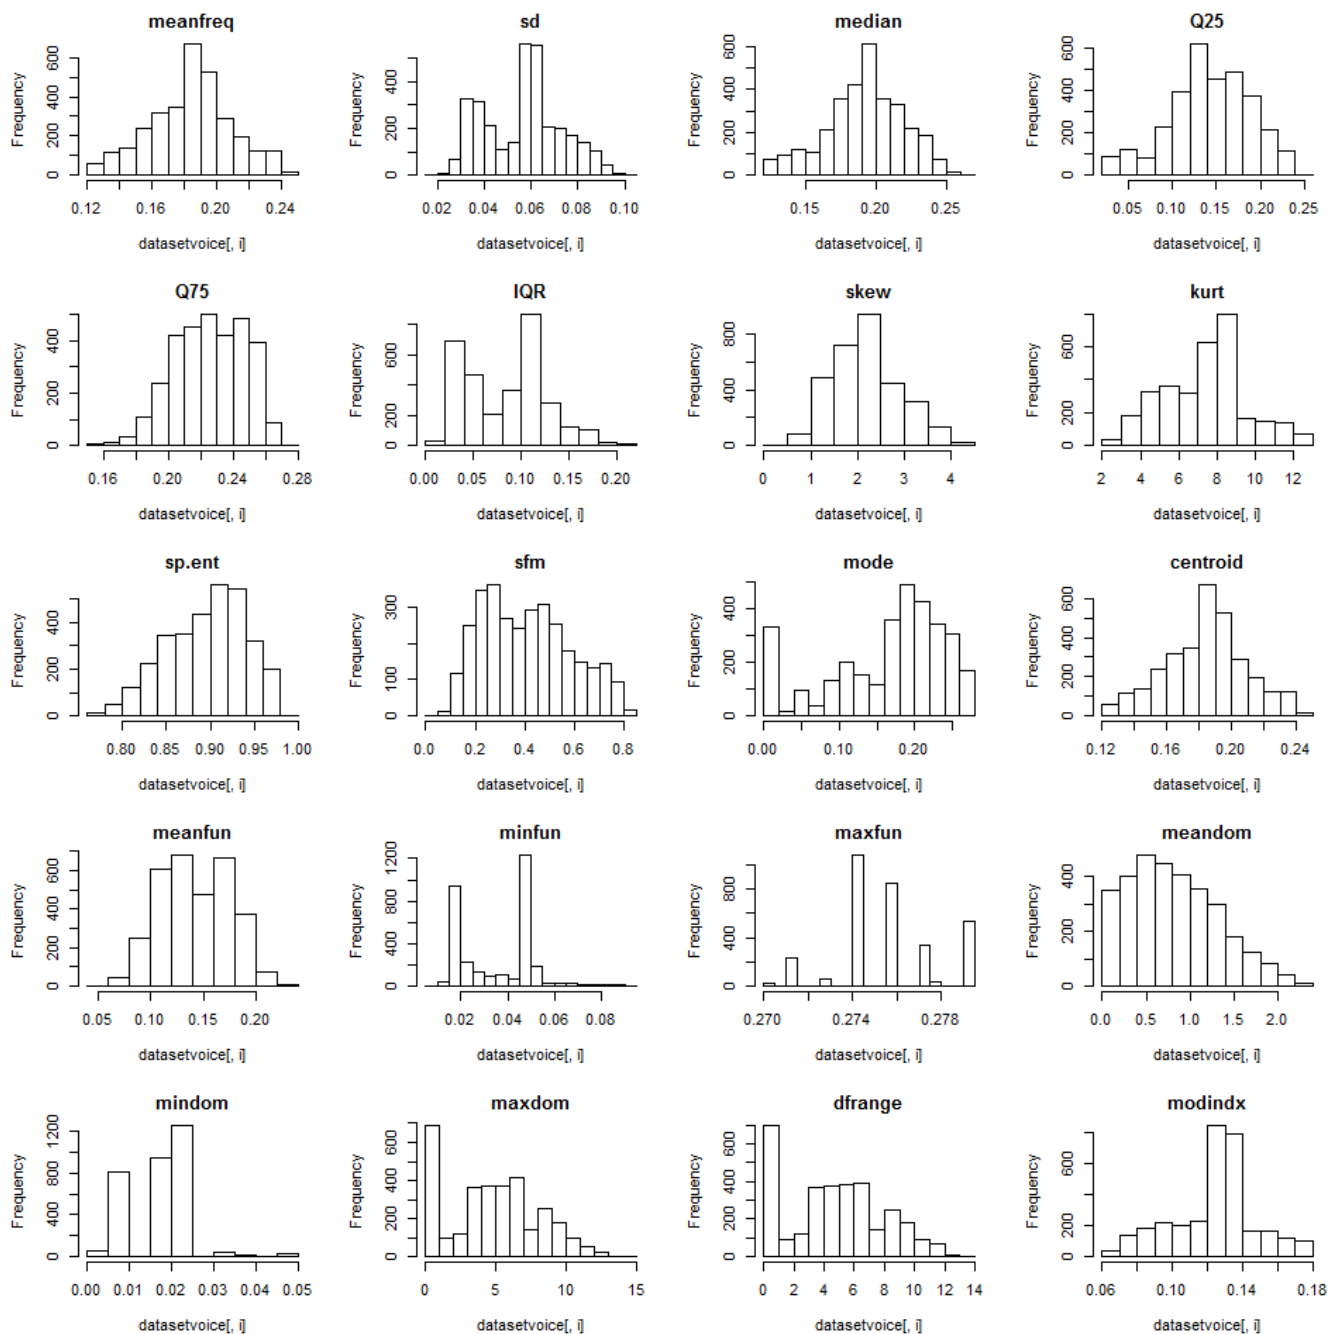 meanfreq
Frequency
0 200 400 600
0.12 0.16 0.20 0.24
datasetvoice[, i]
sd
Frequency
0 200 400
0.02 0.04 0.06 0.08 0.10
datasetvoice[, i]
median
Frequency
0 200 400 600
0.15 0.20 0.25
datasetvoice[, i]
Q25
Frequency
0 200 400 600
0.05 0.10 0.15 0.20 0.25
datasetvoice[, i]
Q75
Frequency
0 200 400
0.16 0.20 0.24 0.28
datasetvoice[, i]
IQR
Frequency
0 200 600
0.00 0.05 0.10 0.15 0.20
datasetvoice[, i]
skew
Frequency
0 400 800
0 1 2 3 4
datasetvoice[, i]
kurt
Frequency
0 200 600
2 4 6 8 10 12
datasetvoice[, i]
sp.ent
Frequency
0 200 400
0.80 0.85 0.90 0.95 1.00
datasetvoice[, i]
sfm
Frequency
0 100 300
0.0 0.2 0.4 0.6 0.8
datasetvoice[, i]
mode
Frequency
0 200 400
0.00 0.10 0.20
datasetvoice[, i]
centroid
Frequency
0 200 400 600
0.12 0.16 0.20 0.24
datasetvoice[, i]
meanfun
Frequency
0 200 400 600
0.05 0.10 0.15 0.20
datasetvoice[, i]
minfun
Frequency
0 400 800 1200
0.02 0.04 0.06 0.08
datasetvoice[, i]
maxfun
Frequency
0 400 800
0.270 0.274 0.278
datasetvoice[, i]
meandom
Frequency
0 200 400
0.0 0.5 1.0 1.5 2.0
datasetvoice[, i]
mindom
Frequency
0 400 800 1200
0.00 0.01 0.02 0.03 0.04 0.05
datasetvoice[, i]
maxdom
Frequency
0 200 400 600
0 5 10 15
datasetvoice[, i]
dfrange
Frequency
0 200 400 600
0 2 4 6 8 10 12 14
datasetvoice[, i]
modindx
Frequency
0 200 600
0.06 0.10 0.14 0.18
datasetvoice[, i]